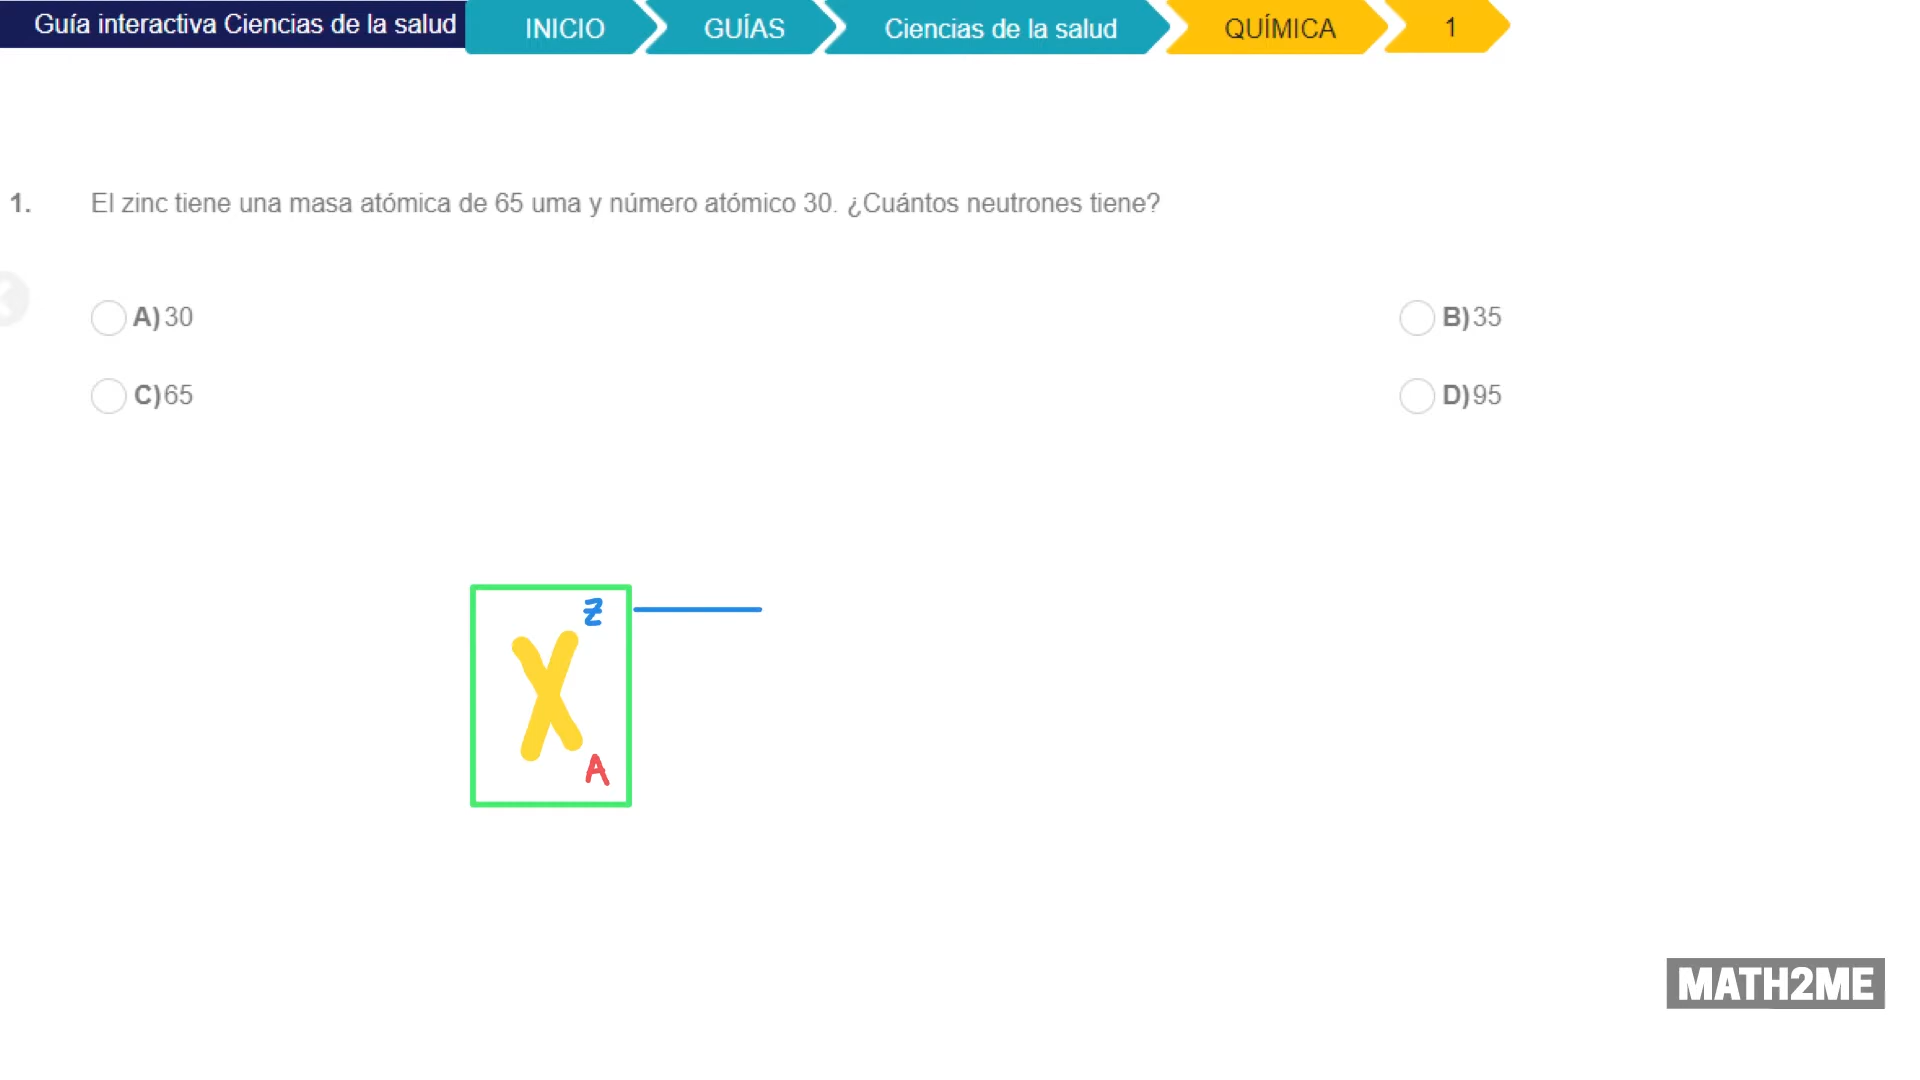 Guía interactiva Ciencias de la salud INICIO GUÍAS Ciencias de la salud QUÍMICA 1
1. El zinc tiene una masa atómica de 65 uma y número atómico 30. ¿Cuántos neutrones tiene?
A) 30 B) 35
C) 65 D) 95
Z
X
A
MATH2ME